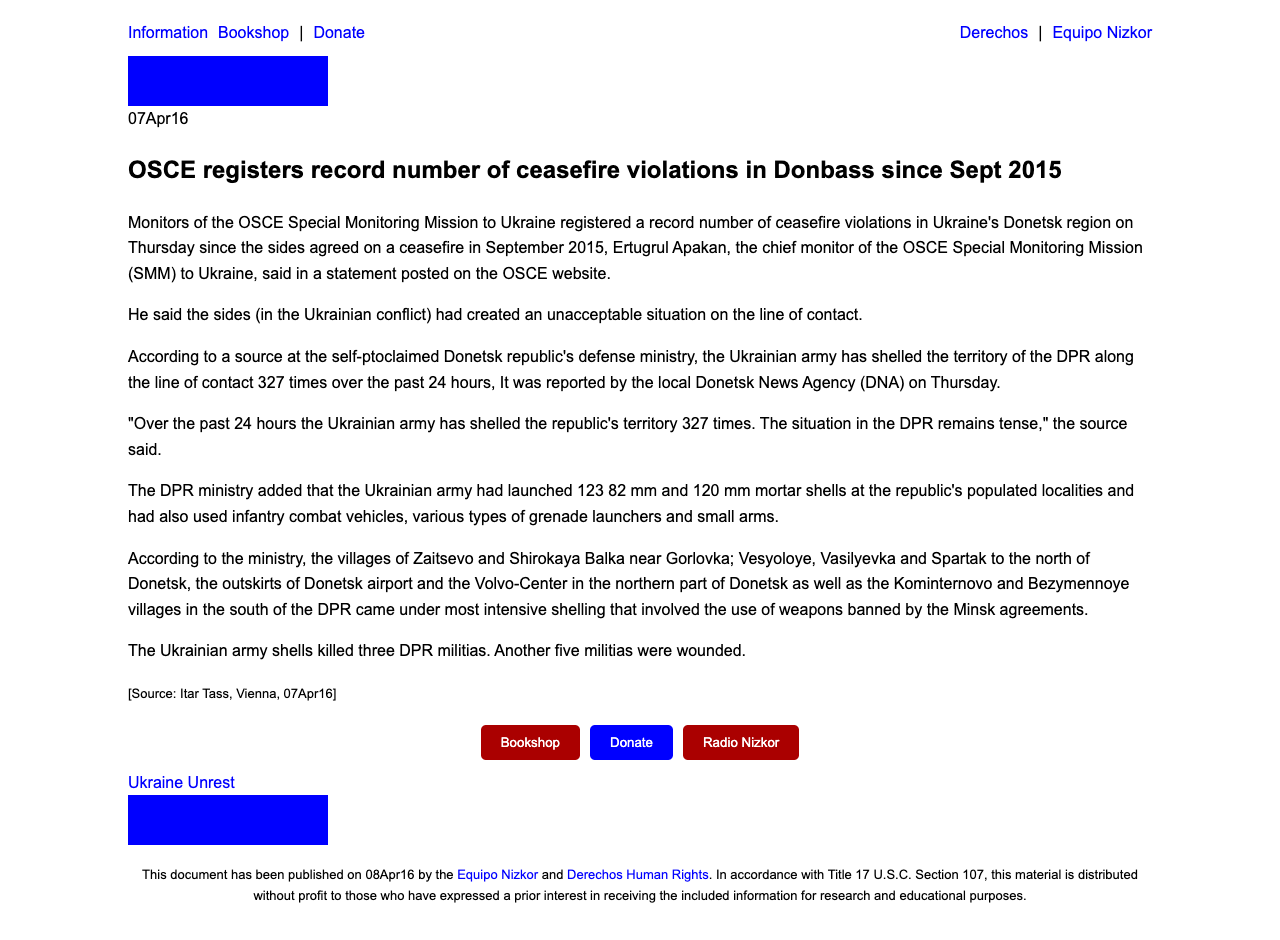 Information Bookshop | Donate Derechos | Equipo Nizkor
07Apr16
OSCE registers record number of ceasefire violations in Donbass since Sept 2015
Monitors of the OSCE Special Monitoring Mission to Ukraine registered a record number of ceasefire violations in Ukraine's Donetsk region on
Thursday since the sides agreed on a ceasefire in September 2015, Ertugrul Apakan, the chief monitor of the OSCE Special Monitoring Mission
(SMM) to Ukraine, said in a statement posted on the OSCE website.
He said the sides (in the Ukrainian conflict) had created an unacceptable situation on the line of contact.
According to a source at the self-ptoclaimed Donetsk republic's defense ministry, the Ukrainian army has shelled the territory of the DPR along
the line of contact 327 times over the past 24 hours, It was reported by the local Donetsk News Agency (DNA) on Thursday.
"Over the past 24 hours the Ukrainian army has shelled the republic's territory 327 times. The situation in the DPR remains tense," the source
said.
The DPR ministry added that the Ukrainian army had launched 123 82 mm and 120 mm mortar shells at the republic's populated localities and
had also used infantry combat vehicles, various types of grenade launchers and small arms.
According to the ministry, the villages of Zaitsevo and Shirokaya Balka near Gorlovka; Vesyoloye, Vasilyevka and Spartak to the north of
Donetsk, the outskirts of Donetsk airport and the Volvo-Center in the northern part of Donetsk as well as the Kominternovo and Bezymennoye
villages in the south of the DPR came under most intensive shelling that involved the use of weapons banned by the Minsk agreements.
The Ukrainian army shells killed three DPR militias. Another five militias were wounded.
[Source: Itar Tass, Vienna, 07Apr16]
Bookshop Donate Radio Nizkor
Ukraine Unrest
This document has been published on 08Apr16 by the Equipo Nizkor and Derechos Human Rights. In accordance with Title 17 U.S.C. Section 107, this material is distributed
without profit to those who have expressed a prior interest in receiving the included information for research and educational purposes.